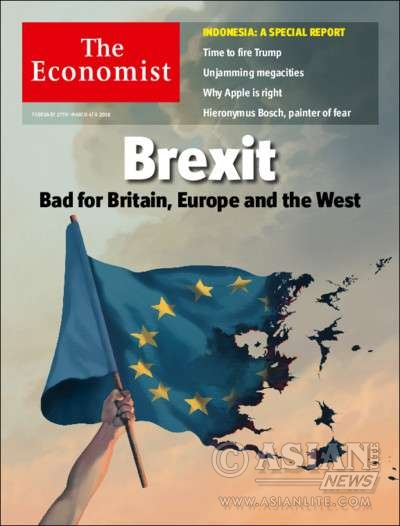 The
Economist
FEBRUARY 27TH–MARCH 4TH 2016
INDONESIA: A SPECIAL REPORT
Time to fire Trump
Unjamming megacities
Why Apple is right
Hieronymus Bosch, painter of fear
Brexit
Bad for Britain, Europe and the West
© ASIAN
NEWS
WWW.ASIANLITE.COM